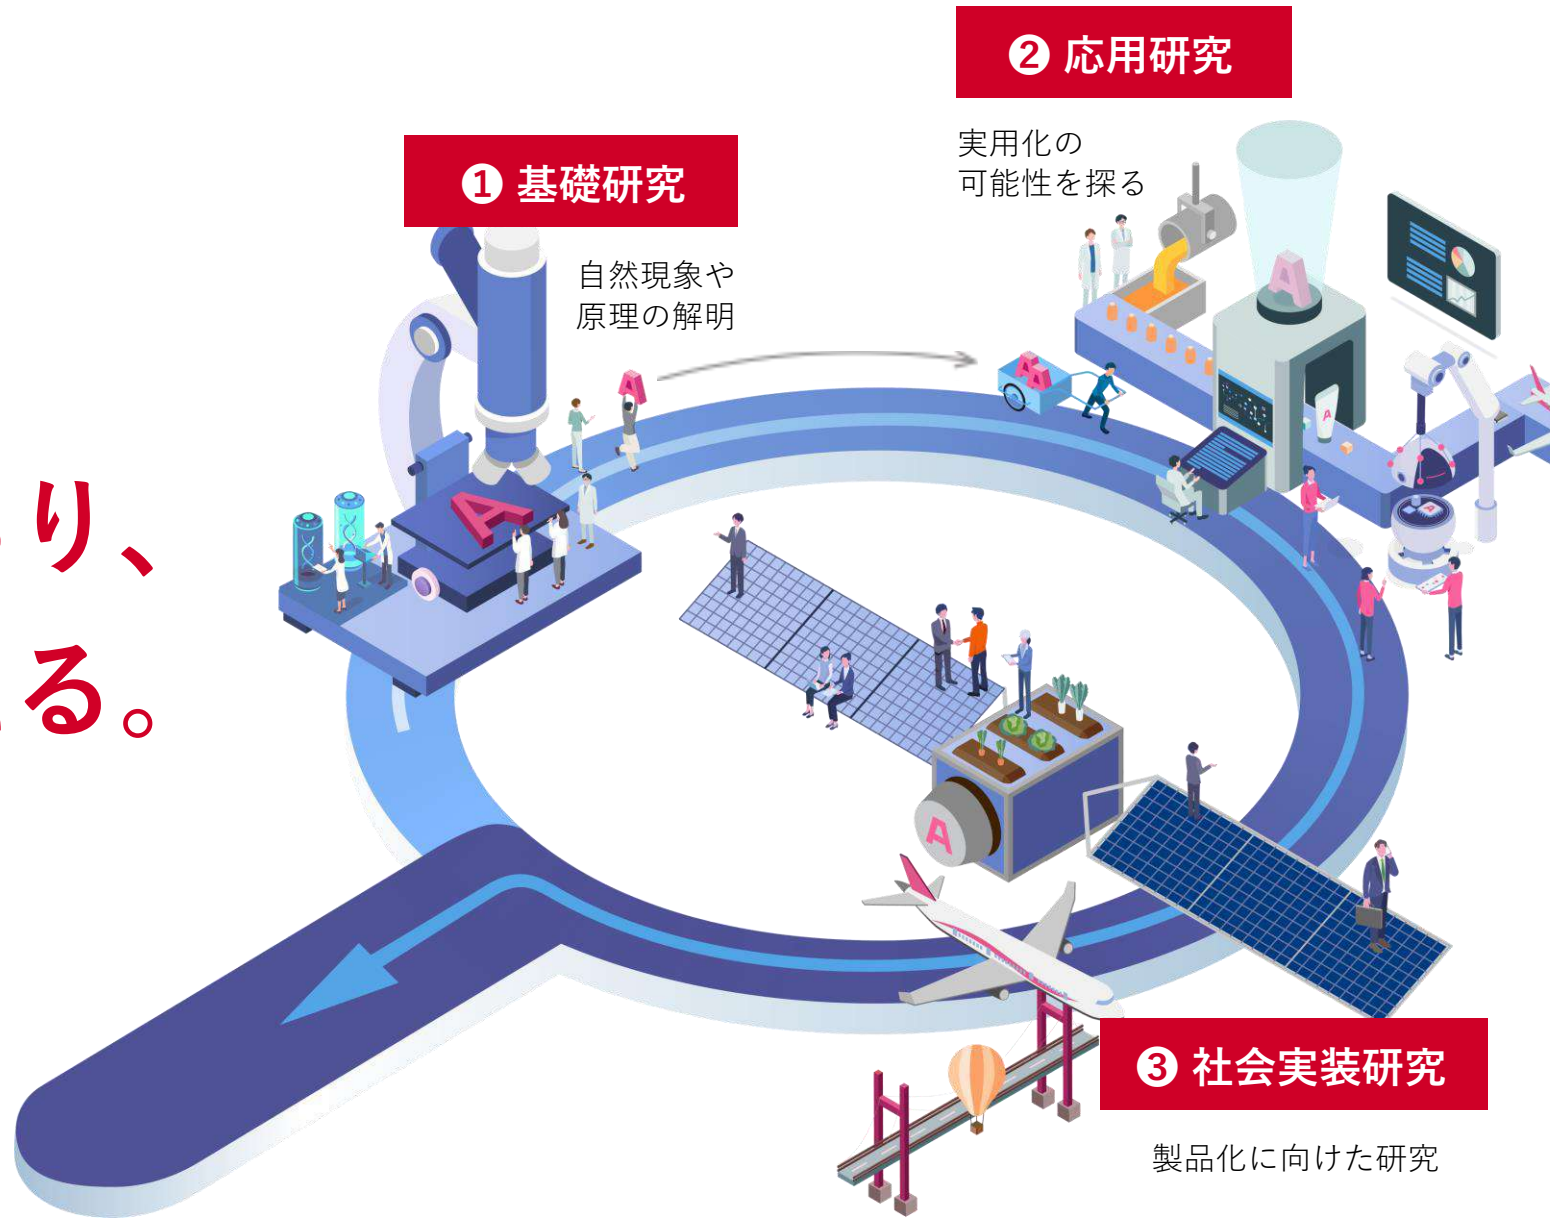 ❷ 応用研究
実用化の
可能性を探る
❶ 基礎研究
自然現象や
原理の解明
り、
る。
❸ 社会実装研究
製品化に向けた研究